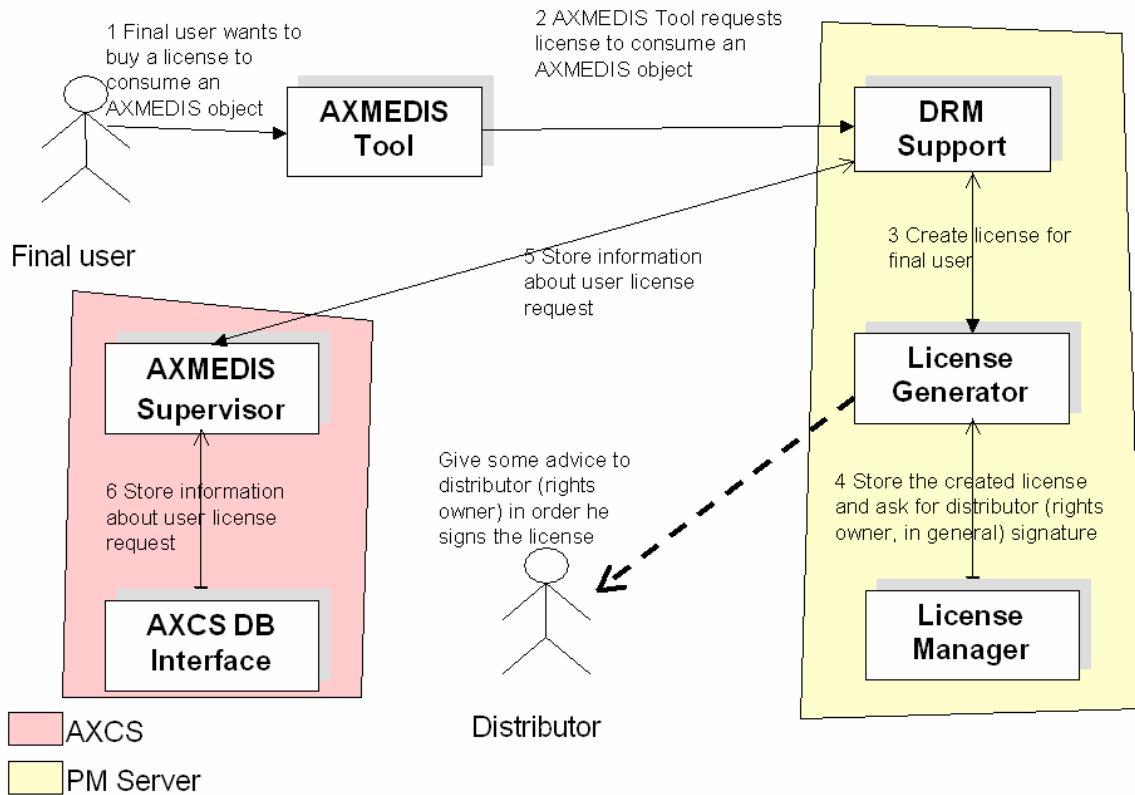 1 Final user wants to
buy a license to
consume an
AXMEDIS object
2 AXMEDIS Tool requests
license to consume an
AXMEDIS object
AXMEDIS
Tool
DRM
Support
Final user
3 Create license for
final user
5 Store information
about user license
request
AXMEDIS
Supervisor
License
Generator
Give some advice to
distributor (rights
owner) in order he
signs the license
4 Store the created license
and ask for distributor (rights
owner, in general) signature
6 Store information
about user license
request
AXCS DB
Interface
License
Manager
Distributor
AXCS
PM Server